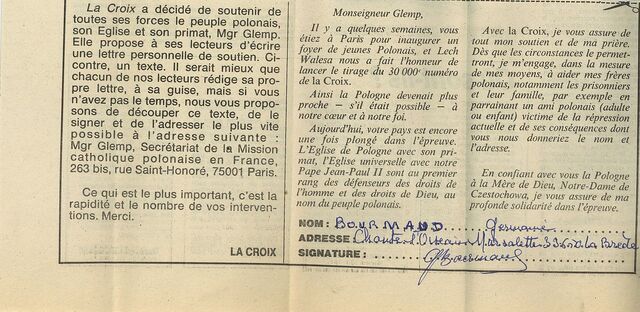 La Croix a décidé de soutenir de
toutes ses forces le peuple polonais,
son Eglise et son primat, Mgr Glemp.
Elle propose à ses lecteurs d'écrire
une lettre personnelle de soutien. Ci-
contre, un texte. Il serait mieux que
chacun de nos lecteurs rédige sa pro-
pre lettre, à sa guise, mais si vous
n'avez pas le temps, nous vous propo-
sons de découper ce texte, de le
signer et de l'adresser le plus vite
possible à l'adresse suivante :
Mgr Glemp, Secrétariat de la Mission
catholique polonaise en France,
263 bis, rue Saint-Honoré, 75001 Paris.
Ce qui est le plus important, c'est la
rapidité et le nombre de vos interven-
tions. Merci.
LA CROIX
Monseigneur Glemp,
Il y a quelques semaines, vous
étiez à Paris pour inaugurer un
foyer de jeunes Polonais, et Lech
Walesa nous a fait l'honneur de
lancer le tirage du 30 000e numéro
de la Croix.
Ainsi la Pologne devenait plus
proche — s'il était possible — à
notre cœur et à notre foi.
Aujourd'hui, votre pays est encore
une fois plongé dans l'épreuve.
L'Eglise de Pologne avec son pri-
mat, l'Eglise universelle avec notre
Pape Jean-Paul II sont au premier
rang des défenseurs des droits de
l'homme et des droits de Dieu, au
nom du peuple polonais.
Avec la Croix, je vous assure de
tout mon soutien et de ma prière.
Dès que les circonstances le permet-
tront, je m'engage, dans la mesure
de mes moyens, à aider mes frères
polonais, notamment les prisonniers
et leur famille, par exemple en
parrainant un ami polonais (adulte
ou enfant) victime de la répression
actuelle et de ses conséquences dont
vous nous donneriez le nom et
l'adresse.
En confiant avec vous la Pologne
à la Mère de Dieu, Notre-Dame de
Czestochowa, je vous assure de ma
profonde solidarité dans l'épreuve.
NOM : BOURMAUD Germaine
ADRESSE : la Brède
SIGNATURE :